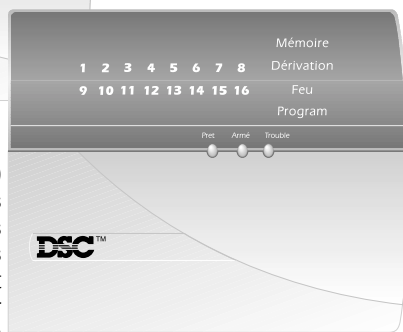 Mémoire
1 2 3 4 5 6 7 8 Dérivation
9 10 11 12 13 14 15 16 Feu
Program
Pret Armé Trouble
DSC™